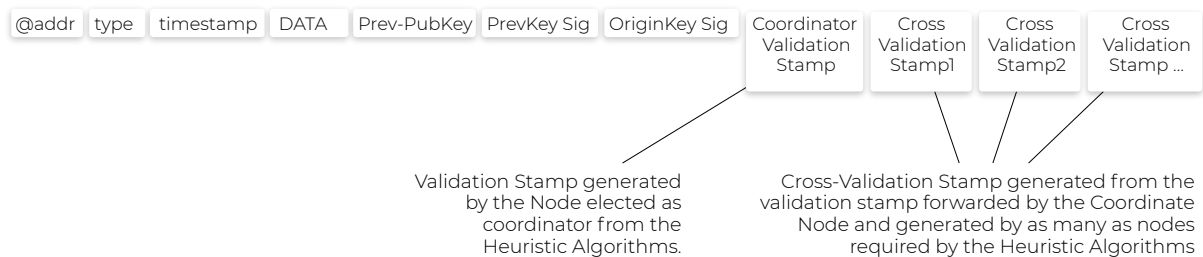 @addr type timestamp DATA Prev-PubKey PrevKey Sig OriginKey Sig
Coordinator
Validation
Stamp
Cross
Validation
Stamp1
Cross
Validation
Stamp2
Cross
Validation
Stamp ...
Validation Stamp generated
by the Node elected as
coordinator from the
Heuristic Algorithms.
Cross-Validation Stamp generated from the
validation stamp forwarded by the Coordinate
Node and generated by as many as nodes
required by the Heuristic Algorithms